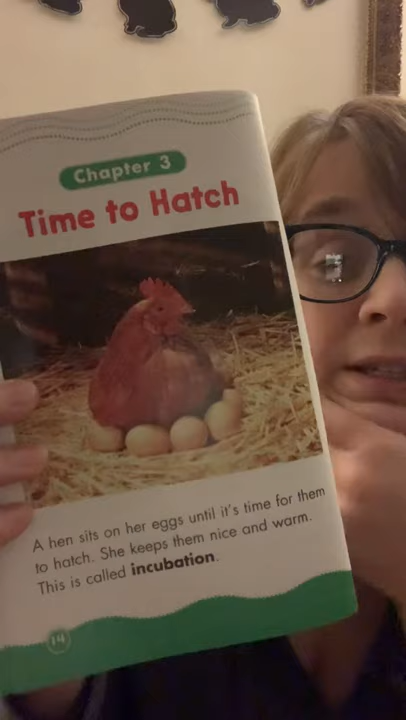 Chapter 3
Time to Hatch
A hen sits on her eggs until it's time for them
to hatch. She keeps them nice and warm.
This is called incubation.
14